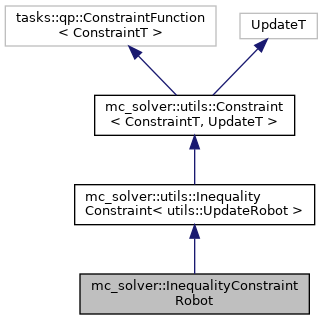 tasks::qp::ConstraintFunction
< ConstraintT >
UpdateT
mc_solver::utils::Constraint
< ConstraintT, UpdateT >
mc_solver::utils::Inequality
Constraint< utils::UpdateRobot >
mc_solver::InequalityConstraint
Robot